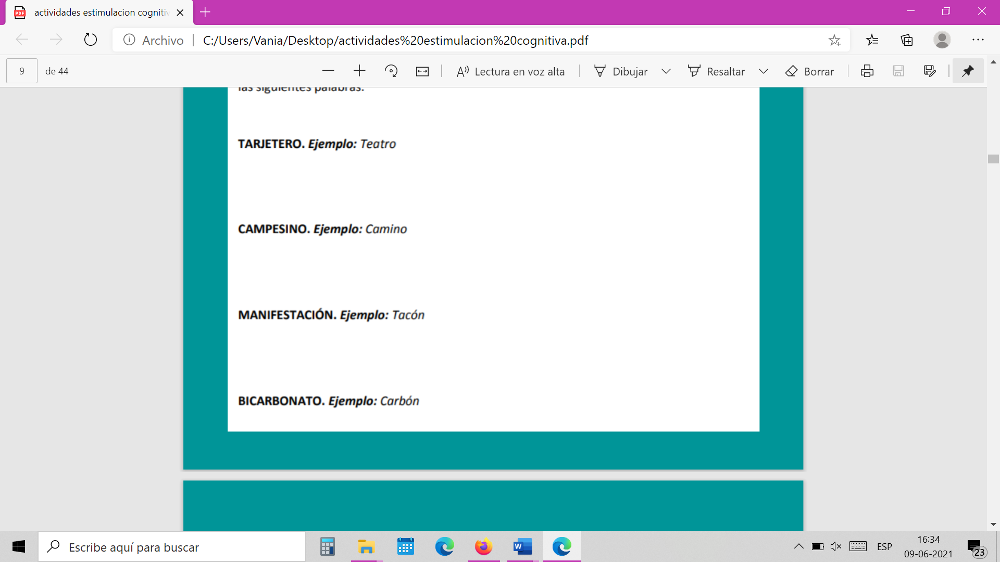 actividades estimulacion cognitiv
Archivo
C:/Users/Vania/Desktop/actividades%20estimulacion%20cognitiva.pdf
9 de 44
Lectura en voz alta
Dibujar
Resaltar
Borrar
las siguientes palabras:
TARJETERO. Ejemplo: Teatro
CAMPESINO. Ejemplo: Camino
MANIFESTACIÓN. Ejemplo: Tacón
BICARBONATO. Ejemplo: Carbón
Escribe aquí para buscar
ESP
16:34
09-06-2021
23